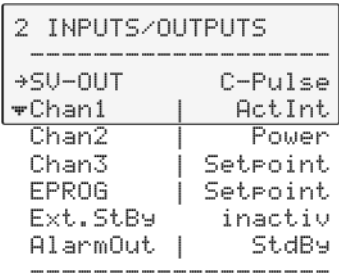 2 INPUTS/OUTPUTS
--------------------
→SV-OUT C-Pulse
▼Chan1 | ActInt
Chan2 | Power
Chan3 | Setpoint
EPROG | Setpoint
Ext.StBy inactiv
AlarmOut | StdBy
--------------------